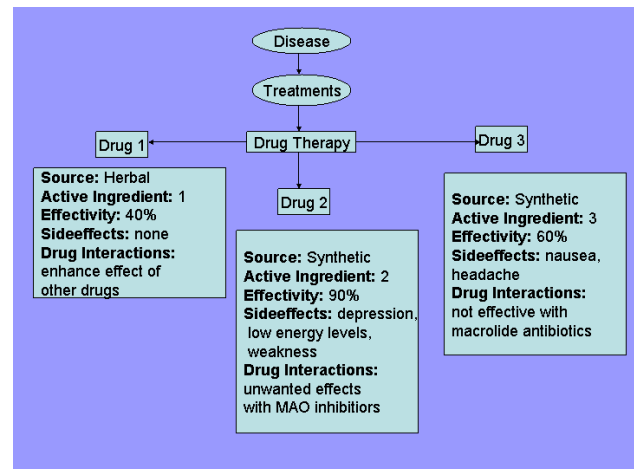 Disease
Treatments
Drug Therapy
Drug 1
Source: Herbal
Active Ingredient: 1
Effectivity: 40%
Sideeffects: none
Drug Interactions:
enhance effect of
other drugs
Drug 2
Source: Synthetic
Active Ingredient: 2
Effectivity: 90%
Sideeffects: depression,
low energy levels,
weakness
Drug Interactions:
unwanted effects
with MAO inhibitiors
Drug 3
Source: Synthetic
Active Ingredient: 3
Effectivity: 60%
Sideeffects: nausea,
headache
Drug Interactions:
not effective with
macrolide antibiotics